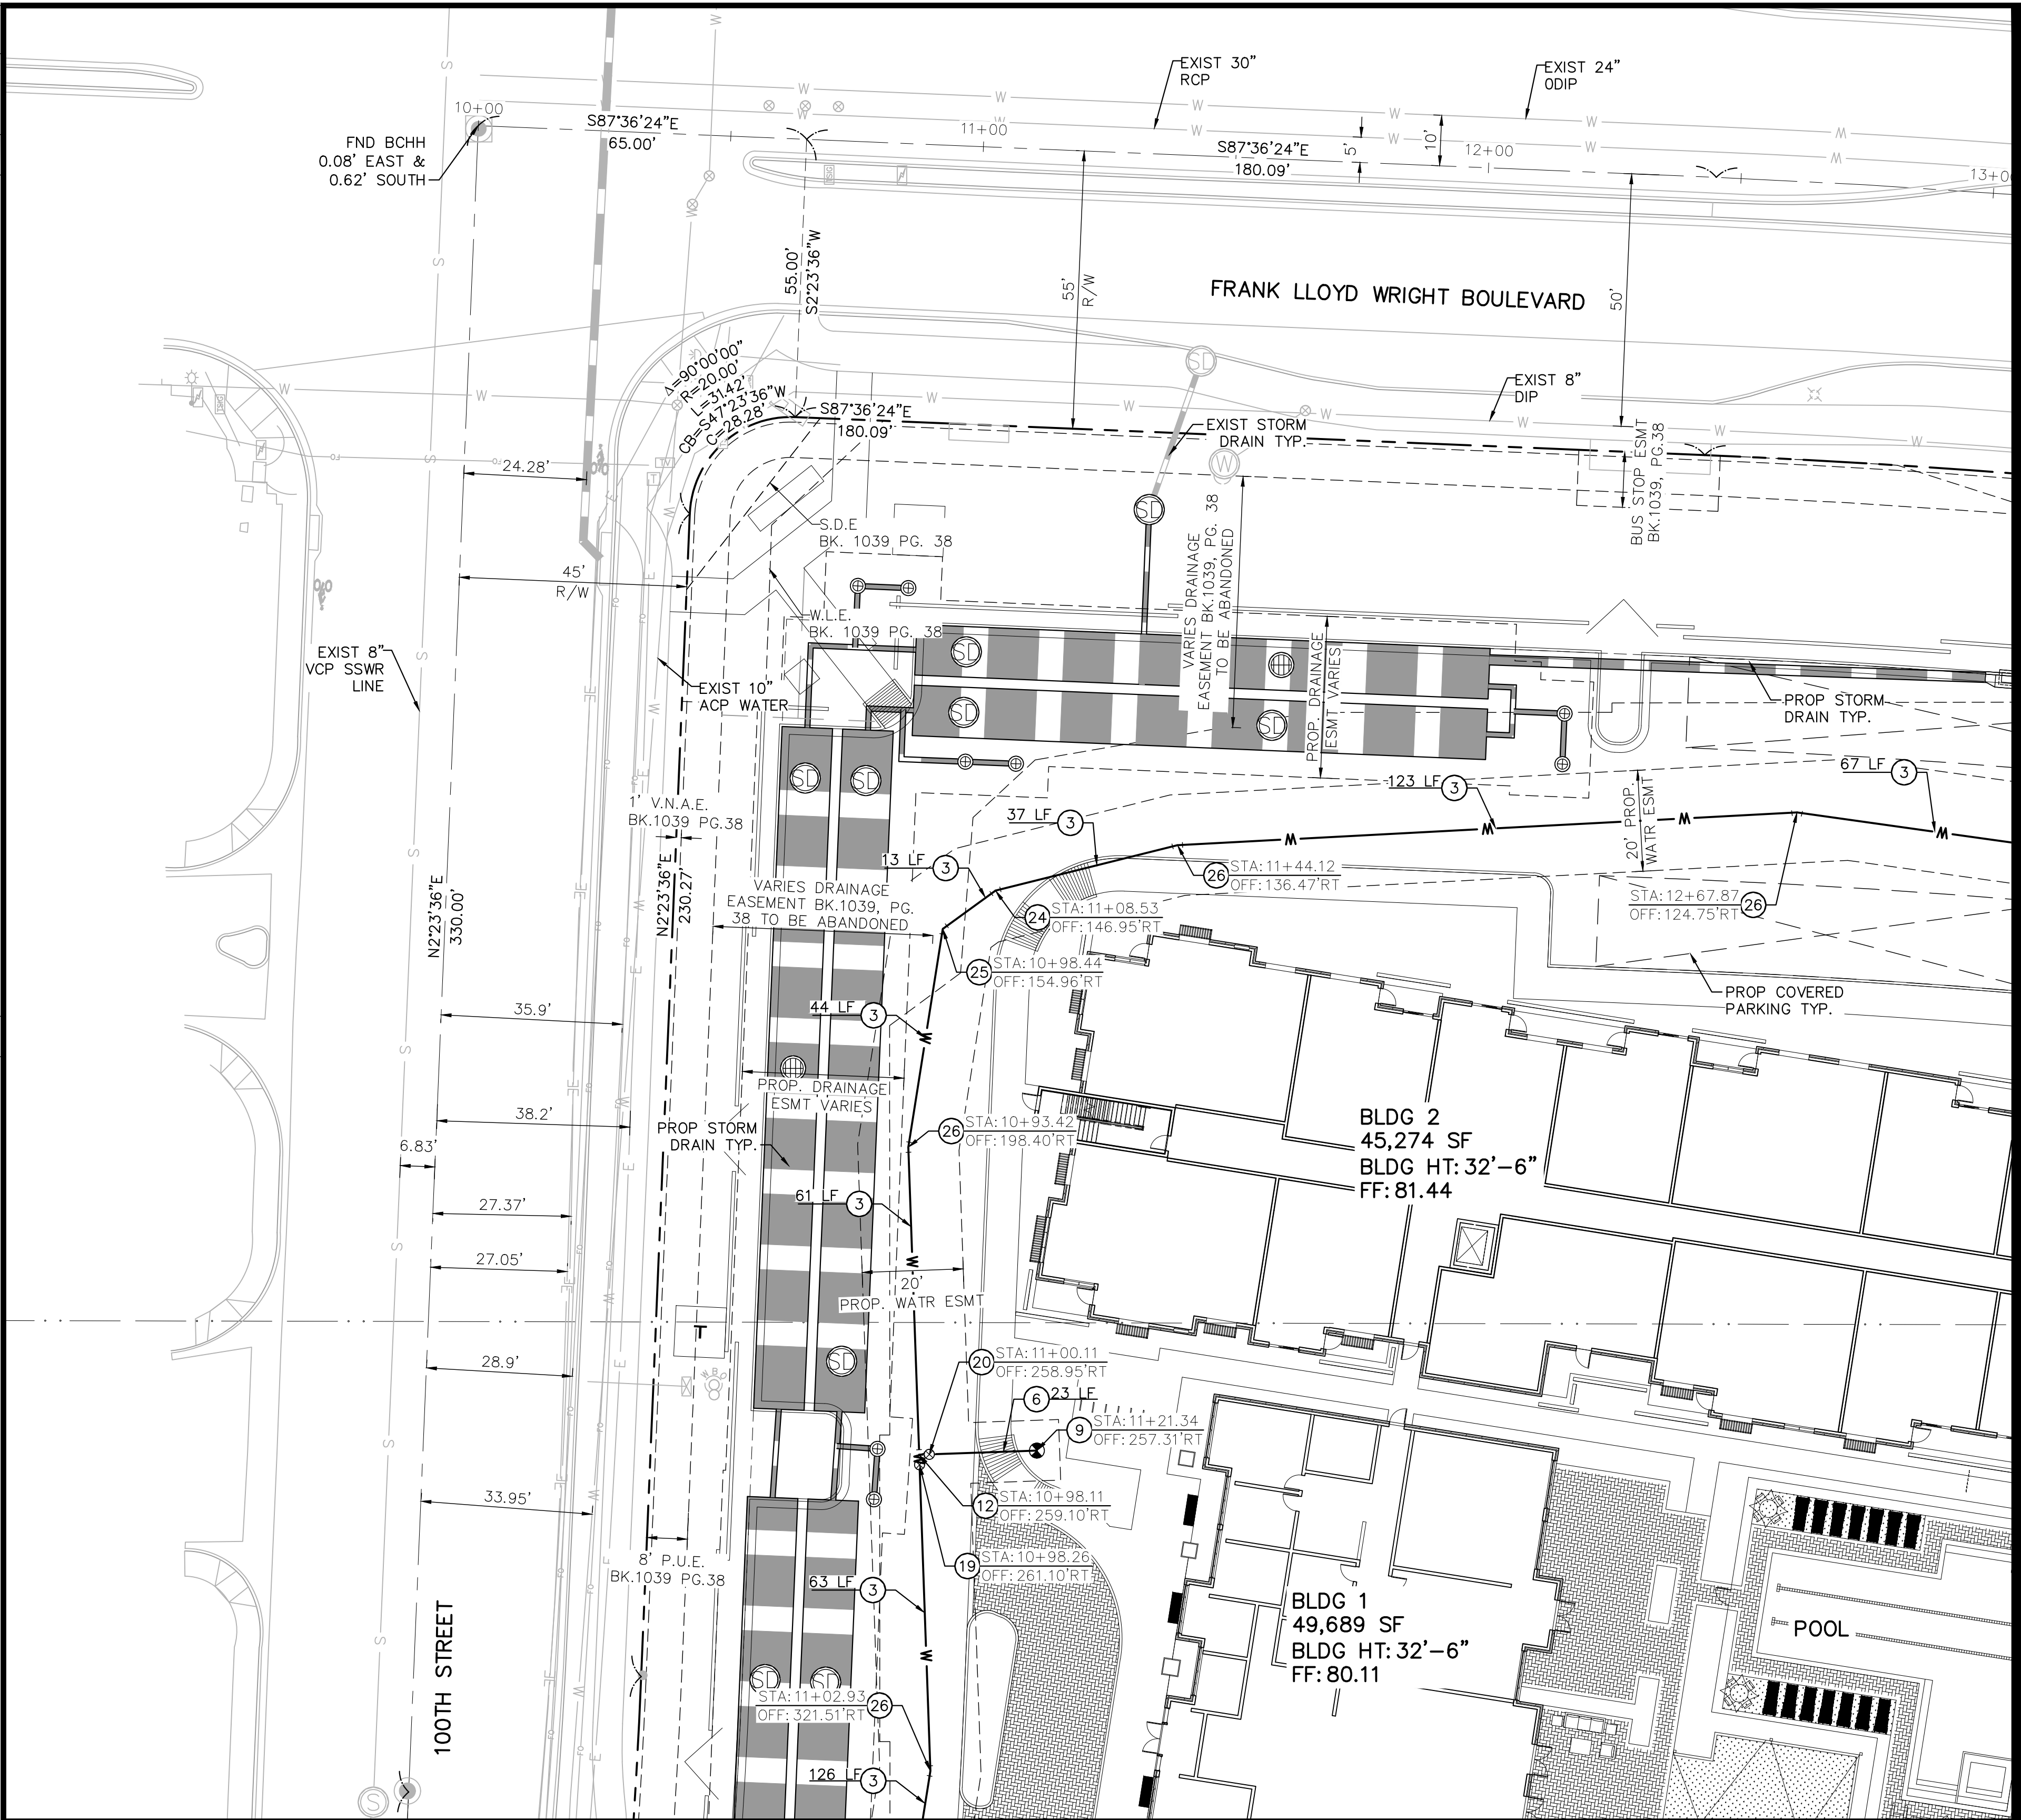 EXIST 30"
RCP
EXIST 24"
ODIP
10+00
S87°36'24"E
65.00'
11+00
S87°36'24"E
180.09'
5'
10'
12+00
13+00
FND BCHH
0.08' EAST &
0.62' SOUTH
55.00'
S2°23'36"W
55'
R/W
FRANK LLOYD WRIGHT BOULEVARD
50'
Δ=90°00'00"
R=20.00'
L=31.42'
CB=S47°23'36"W
C=28.28'
S87°36'24"E
180.09'
EXIST 8"
DIP
EXIST STORM
DRAIN TYP.
BUS STOP ESMT
BK.1039, PG.38
24.28'
S.D.E
BK. 1039 PG. 38
VARIES DRAINAGE
EASEMENT BK.1039, PG. 38
TO BE ABANDONED
45'
R/W
W.L.E.
BK. 1039 PG. 38
EXIST 8"
VCP SSWR
LINE
EXIST 10"
ACP WATER
PROP. DRAINAGE
ESMT VARIES
PROP STORM
DRAIN TYP.
1' V.N.A.E.
BK.1039 PG.38
123 LF 3
67 LF 3
37 LF 3
20' PROP.
WATR ESMT
13 LF 3
26 STA: 11+44.12
OFF: 136.47'RT
STA: 12+67.87 26
OFF: 124.75'RT
N2°23'36"E
330.00'
N2°23'36"E
230.27'
VARIES DRAINAGE
EASEMENT BK.1039, PG.
38 TO BE ABANDONED
24 STA: 11+08.53
OFF: 146.95'RT
25 STA: 10+98.44
OFF: 154.96'RT
PROP COVERED
PARKING TYP.
35.9'
44 LF 3
PROP. DRAINAGE
ESMT VARIES
38.2'
PROP STORM
DRAIN TYP.
26 STA: 10+93.42
OFF: 198.40'RT
BLDG 2
45,274 SF
BLDG HT: 32'-6"
FF: 81.44
6.83'
27.37'
61 LF 3
27.05'
20'
PROP. WATR ESMT
T
28.9'
20 STA: 11+00.11
OFF: 258.95'RT
6 23 LF
9 STA: 11+21.34
OFF: 257.31'RT
33.95'
12 STA: 10+98.11
OFF: 259.10'RT
8' P.U.E.
BK.1039 PG.38
19 STA: 10+98.26
OFF: 261.10'RT
63 LF 3
BLDG 1
49,689 SF
BLDG HT: 32'-6"
FF: 80.11
POOL
100TH STREET
STA: 11+02.93 26
OFF: 321.51'RT
126 LF 3